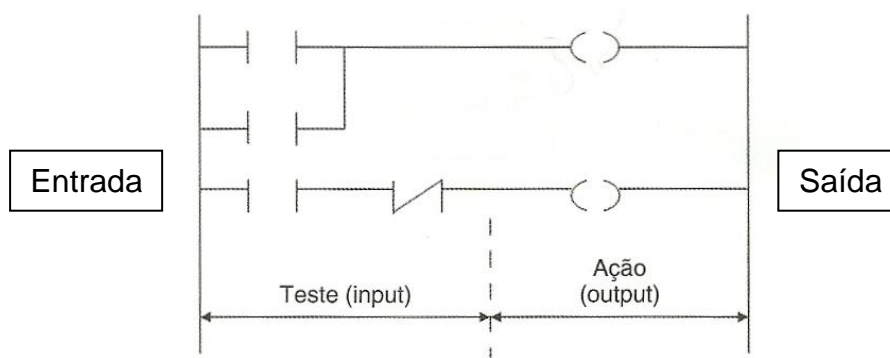 Entrada
Saída
Teste (input)
Ação
(output)